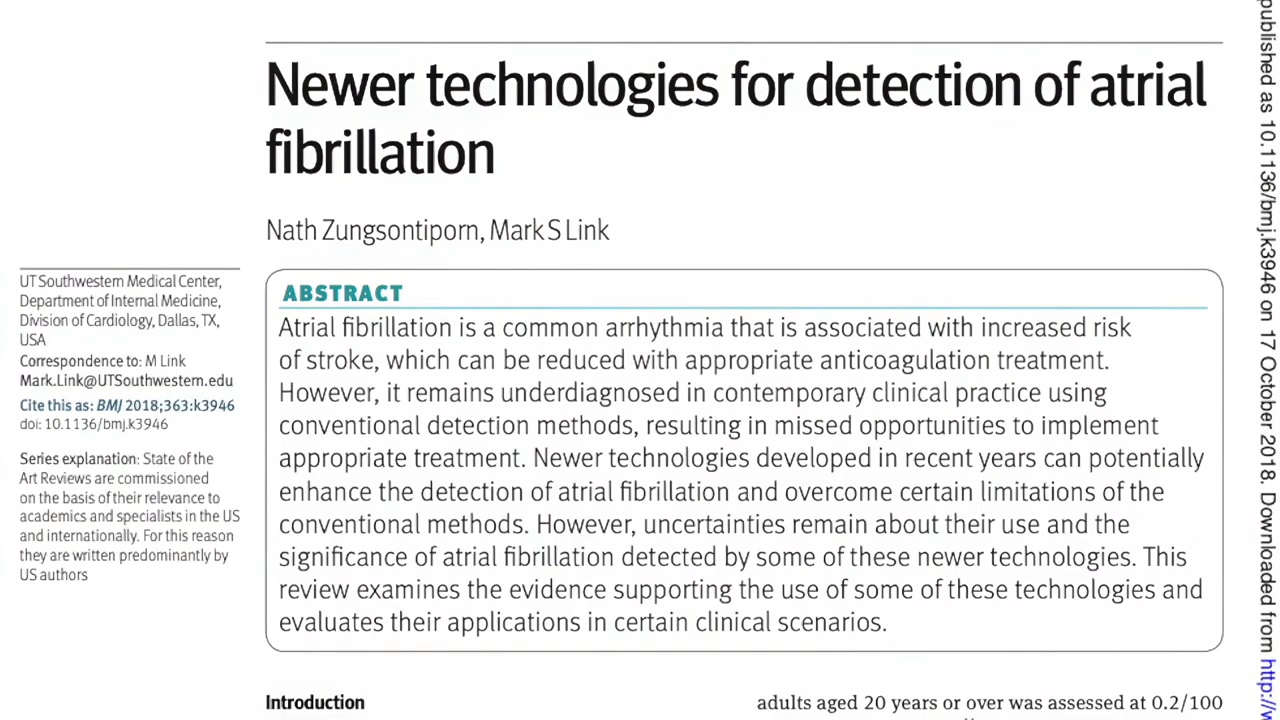 Newer technologies for detection of atrial
fibrillation
Nath Zungsontiporn, Mark S Link
UT Southwestern Medical Center,
Department of Internal Medicine,
Division of Cardiology, Dallas, TX,
USA
Correspondence to: M Link
Mark.Link@UTSouthwestern.edu
Cite this as: BMJ 2018;363:k3946
doi: 10.1136/bmj.k3946
Series explanation: State of the
Art Reviews are commissioned
on the basis of their relevance to
academics and specialists in the US
and internationally. For this reason
they are written predominantly by
US authors
ABSTRACT
Atrial fibrillation is a common arrhythmia that is associated with increased risk
of stroke, which can be reduced with appropriate anticoagulation treatment.
However, it remains underdiagnosed in contemporary clinical practice using
conventional detection methods, resulting in missed opportunities to implement
appropriate treatment. Newer technologies developed in recent years can potentially
enhance the detection of atrial fibrillation and overcome certain limitations of the
conventional methods. However, uncertainties remain about their use and the
significance of atrial fibrillation detected by some of these newer technologies. This
review examines the evidence supporting the use of some of these technologies and
evaluates their applications in certain clinical scenarios.
Introduction
adults aged 20 years or over was assessed at 0.2/100
published as 10.1136/bmj.k3946 on 17 October 2018. Downloaded from http://